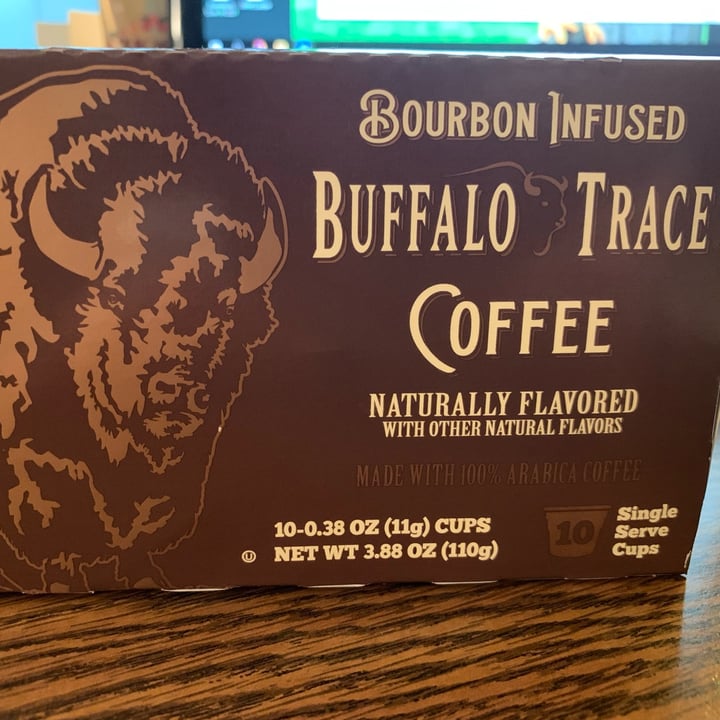 BOURBON INFUSED
BUFFALO TRACE
COFFEE
NATURALLY FLAVORED
WITH OTHER NATURAL FLAVORS
MADE WITH 100% ARABICA COFFEE
10-0.38 OZ (11g) CUPS
U NET WT 3.88 OZ (110g)
10
Single
Serve
Cups